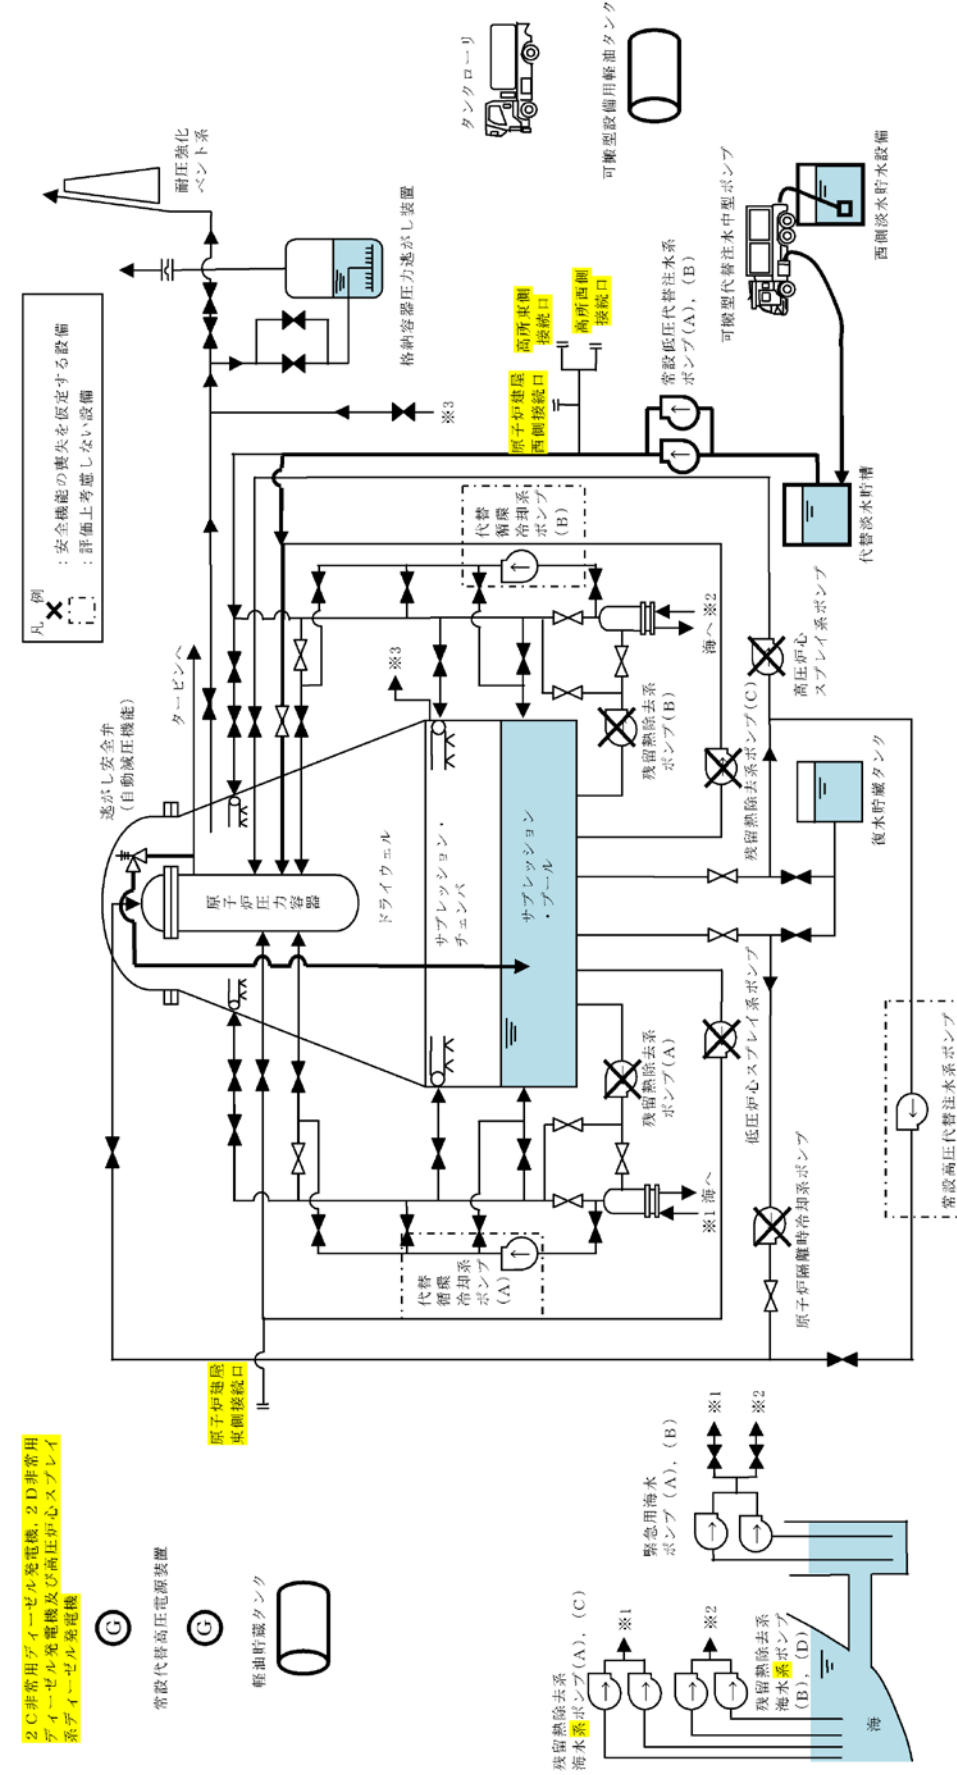 凡 例
：安全機能の喪失を仮定する設備
：評価上考慮しない設備
耐圧強化
ベント系
格納容器圧力逃がし装置
※3
タンクローリ
可搬型設備用軽油タンク
可搬型代替注水中型ポンプ
西側淡水貯水設備
高所東側
接続口
高所西側
接続口
原子炉建屋
西側接続口
常設低圧代替注水系
ポンプ(A)，(B)
代替淡水貯槽
逃がし安全弁
(自動減圧機能)
タービンへ
※3
原子炉圧力容器
ドライウェル
サプレッション・
チェンバ
サプレッション
・プール
代替
循環
冷却系
ポンプ
(B)
海へ ※2
残留熱除去系
ポンプ(B)
残留熱除去系ポンプ(C)
高圧炉心
スプレイ系ポンプ
復水貯蔵タンク
残留熱除去系
ポンプ(A)
低圧炉心スプレイ系ポンプ
原子炉隔離時冷却系ポンプ
常設高圧代替注水系ポンプ
※1 海へ
代替
循環
冷却系
ポンプ
(A)
原子炉建屋
東側接続口
2C非常用ディーゼル発電機，2D非常用
ディーゼル発電機及び高圧炉心スプレイ
系ディーゼル発電機
G
常設代替高圧電源装置
G
軽油貯蔵タンク
緊急用海水
ポンプ(A)，(B)
※1
※2
残留熱除去系
海水系ポンプ(A)，(C)
※1
※2
残留熱除去系
海水系ポンプ
(B)，(D)
海